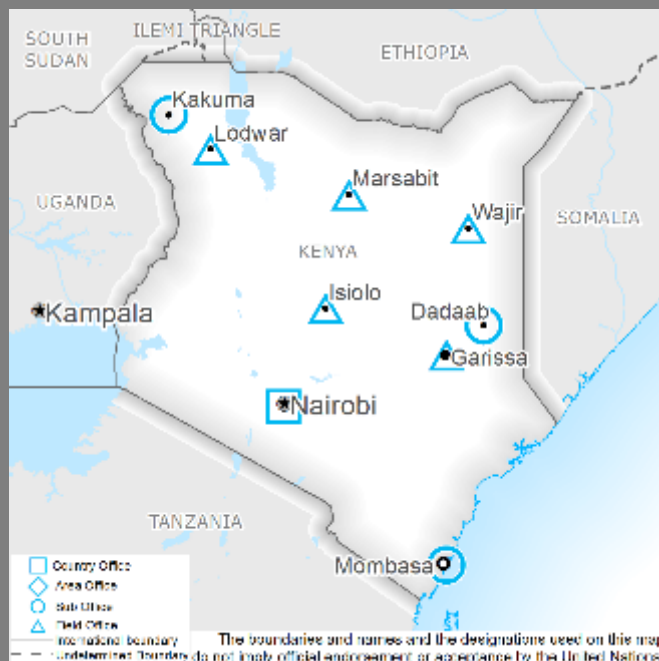 SOUTH
SUDAN
ILEMI TRIANGLE
ETHIOPIA
Kakuma
Lodwar
Marsabit
UGANDA
Wajir
SOMALIA
KENYA
Isiolo
Dadaab
Kampala
Garissa
Nairobi
TANZANIA
Mombasa
Country Office
Area Office
Sub Office
Field Office
International boundary
Undetermined Boundary
The boundaries and names and the designations used on this map
do not imply official endorsement or acceptance by the United Nations